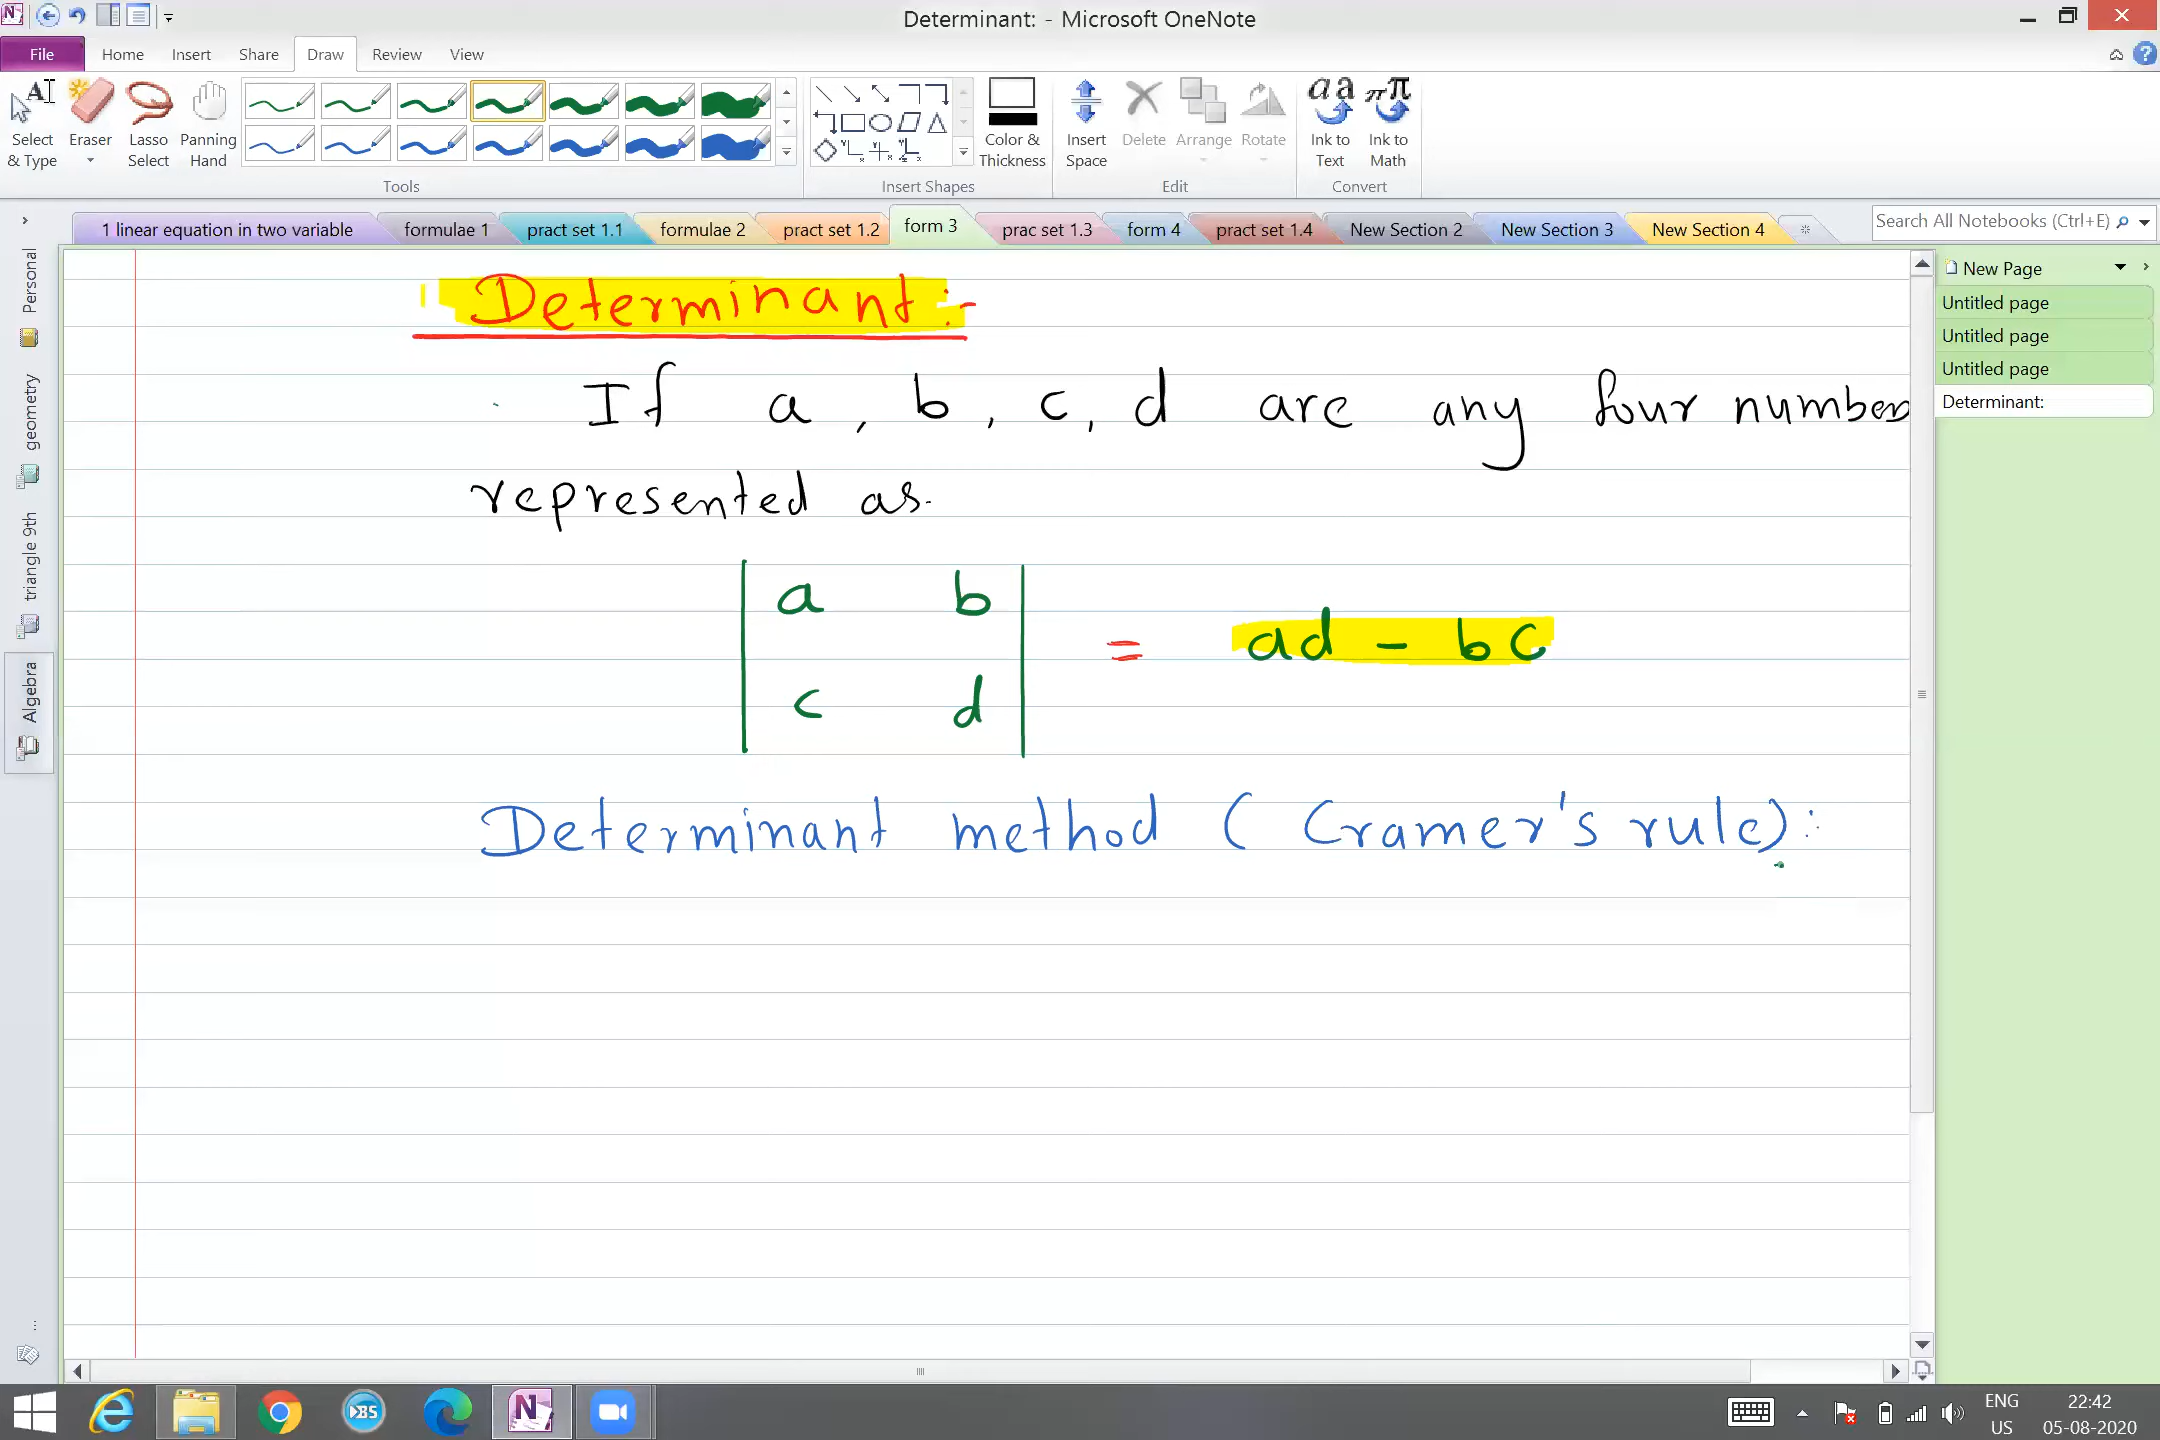 Determinant: - Microsoft OneNote
File Home Insert Share Draw Review View
Select & Type
Eraser
Lasso Select
Panning Hand
Color & Thickness
Insert Space
Delete
Arrange
Rotate
Ink to Text
Ink to Math
Tools Insert Shapes Edit Convert
1 linear equation in two variable formulae 1 pract set 1.1 formulae 2 pract set 1.2 form 3 prac set 1.3 form 4 pract set 1.4 New Section 2 New Section 3 New Section 4
Search All Notebooks (Ctrl+E)
Personal
geometry
triangle 9th
Algebra
New Page
Untitled page
Untitled page
Untitled page
Determinant:
Determinant:-
If a, b, c, d are any four numbers
represented as.
| a b |
| c d |
= ad - bc
Determinant method (Cramer's rule):
ENG
US
22:42
05-08-2020